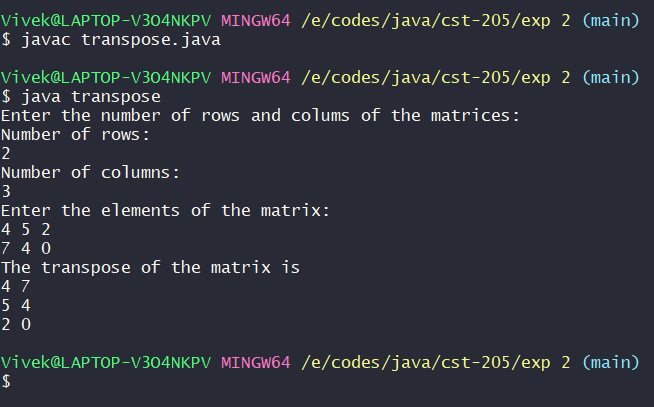 Vivek@LAPTOP-V3O4NKPV MINGW64 /e/codes/java/cst-205/exp 2 (main)
$ javac transpose.java
Vivek@LAPTOP-V3O4NKPV MINGW64 /e/codes/java/cst-205/exp 2 (main)
$ java transpose
Enter the number of rows and colums of the matrices:
Number of rows:
2
Number of columns:
3
Enter the elements of the matrix:
4 5 2
7 4 0
The transpose of the matrix is
4 7
5 4
2 0
Vivek@LAPTOP-V3O4NKPV MINGW64 /e/codes/java/cst-205/exp 2 (main)
$